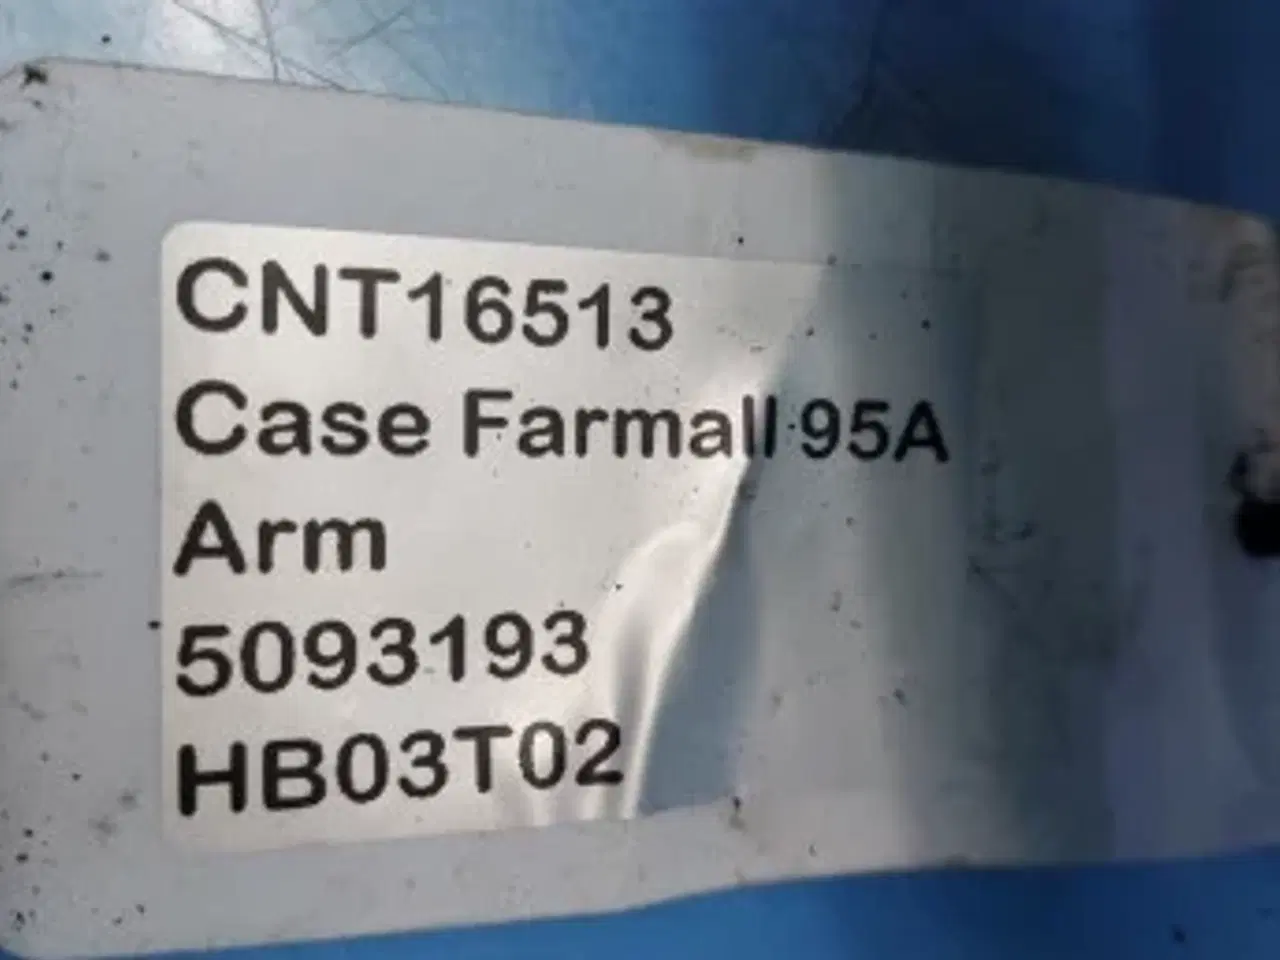 CNT16513
Case Farmall 95A
Arm
5093193
HB03T02